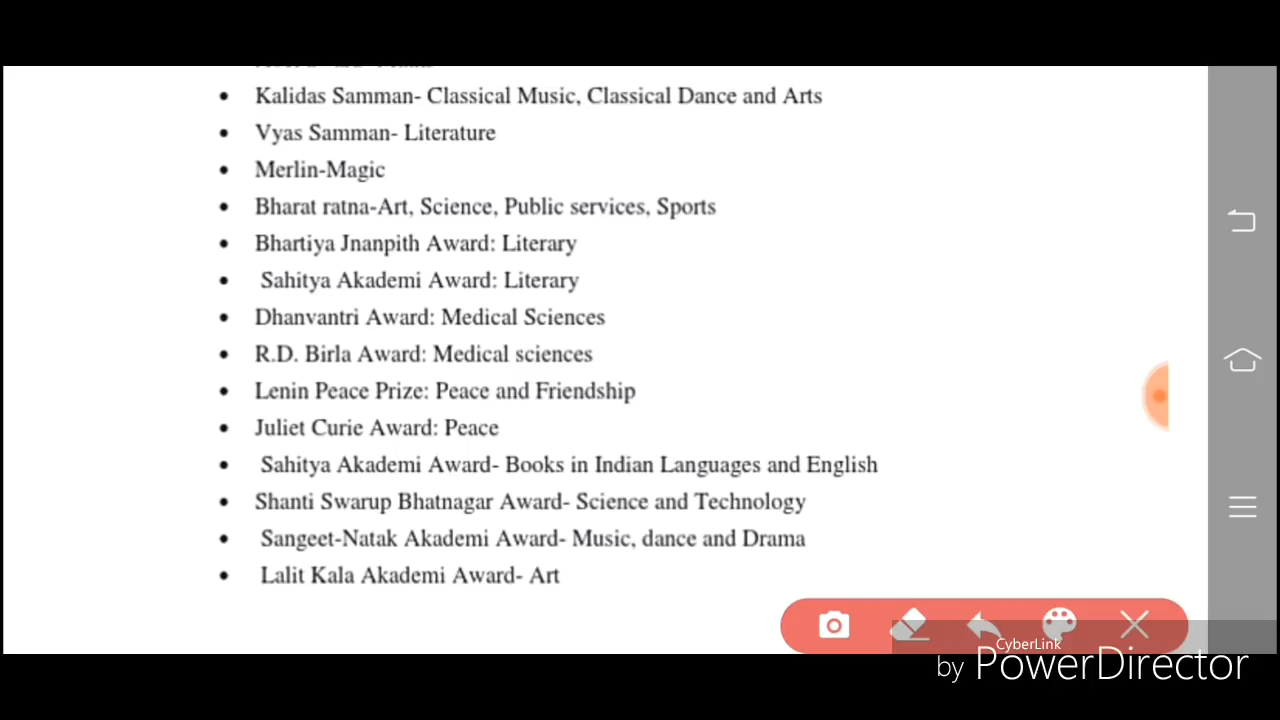 • Kalidas Samman- Classical Music, Classical Dance and Arts
• Vyas Samman- Literature
• Merlin-Magic
• Bharat ratna-Art, Science, Public services, Sports
• Bhartiya Jnanpith Award: Literary
• Sahitya Akademi Award: Literary
• Dhanvantri Award: Medical Sciences
• R.D. Birla Award: Medical sciences
• Lenin Peace Prize: Peace and Friendship
• Juliet Curie Award: Peace
• Sahitya Akademi Award- Books in Indian Languages and English
• Shanti Swarup Bhatnagar Award- Science and Technology
• Sangeet-Natak Akademi Award- Music, dance and Drama
• Lalit Kala Akademi Award- Art
CyberLink
by PowerDirector